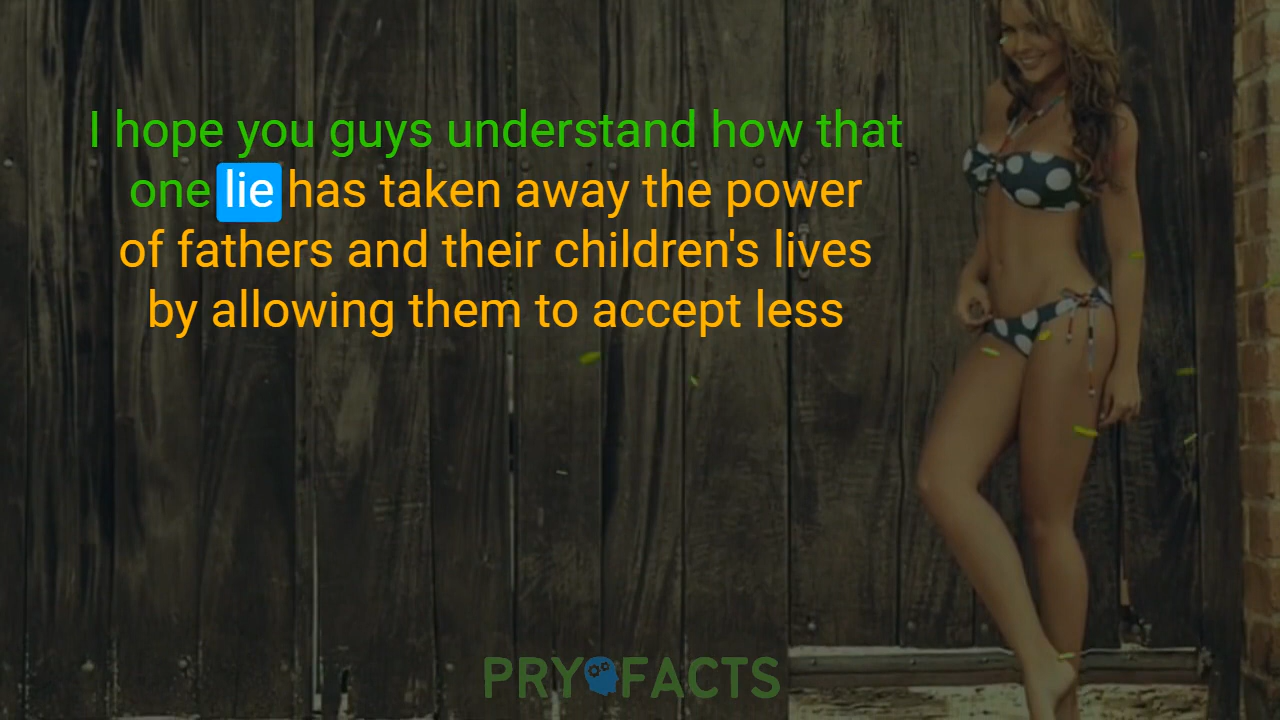 I hope you guys understand how that
one lie has taken away the power
of fathers and their children's lives
by allowing them to accept less
PRYFACTS